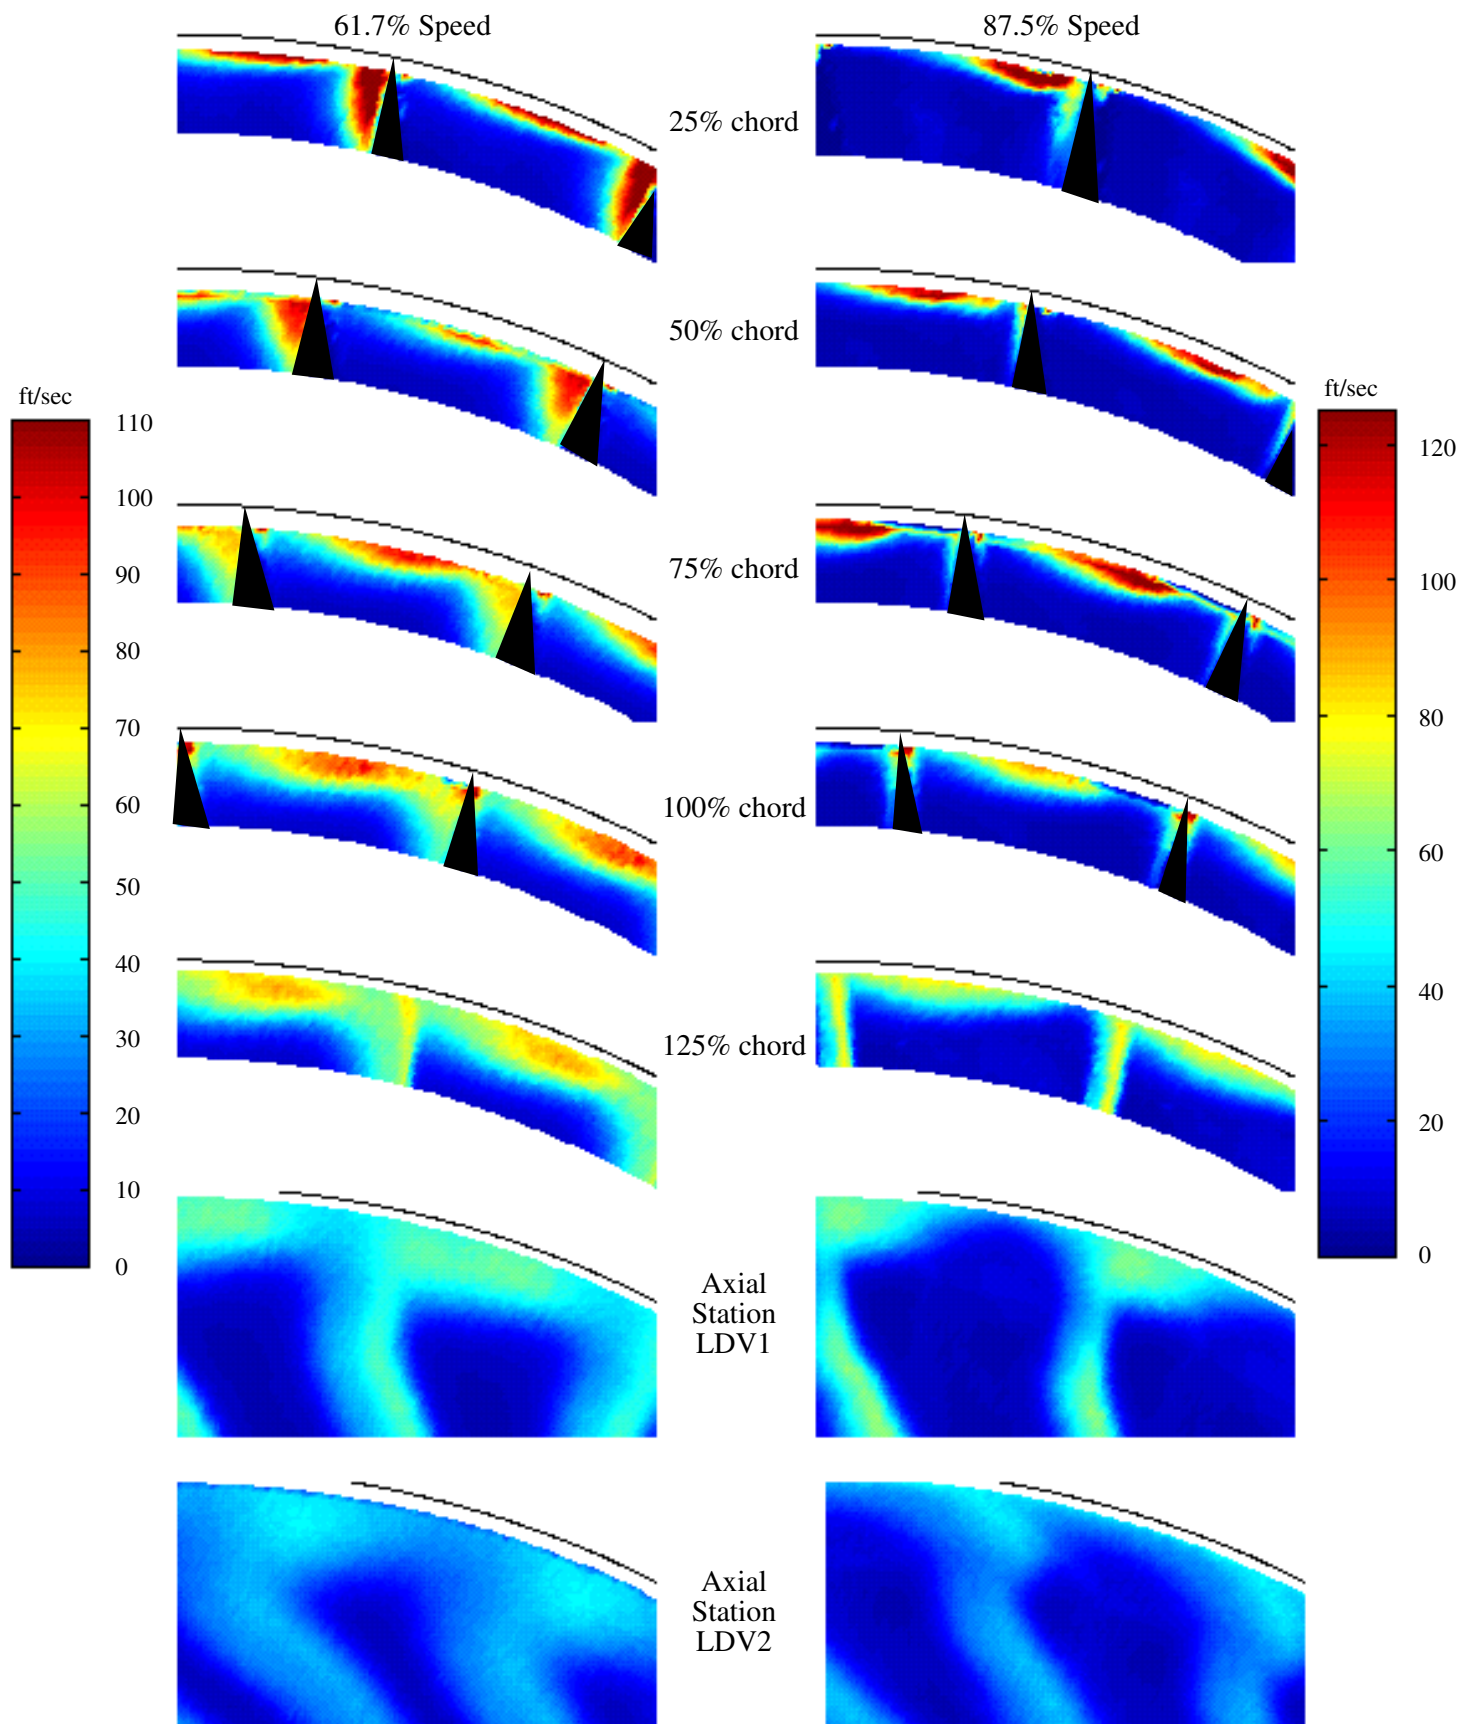 61.7% Speed
87.5% Speed
25% chord
50% chord
ft/sec
110
100
90
80
70
60
50
40
30
20
10
0
ft/sec
120
100
80
60
40
20
0
75% chord
100% chord
125% chord
Axial
Station
LDV1
Axial
Station
LDV2